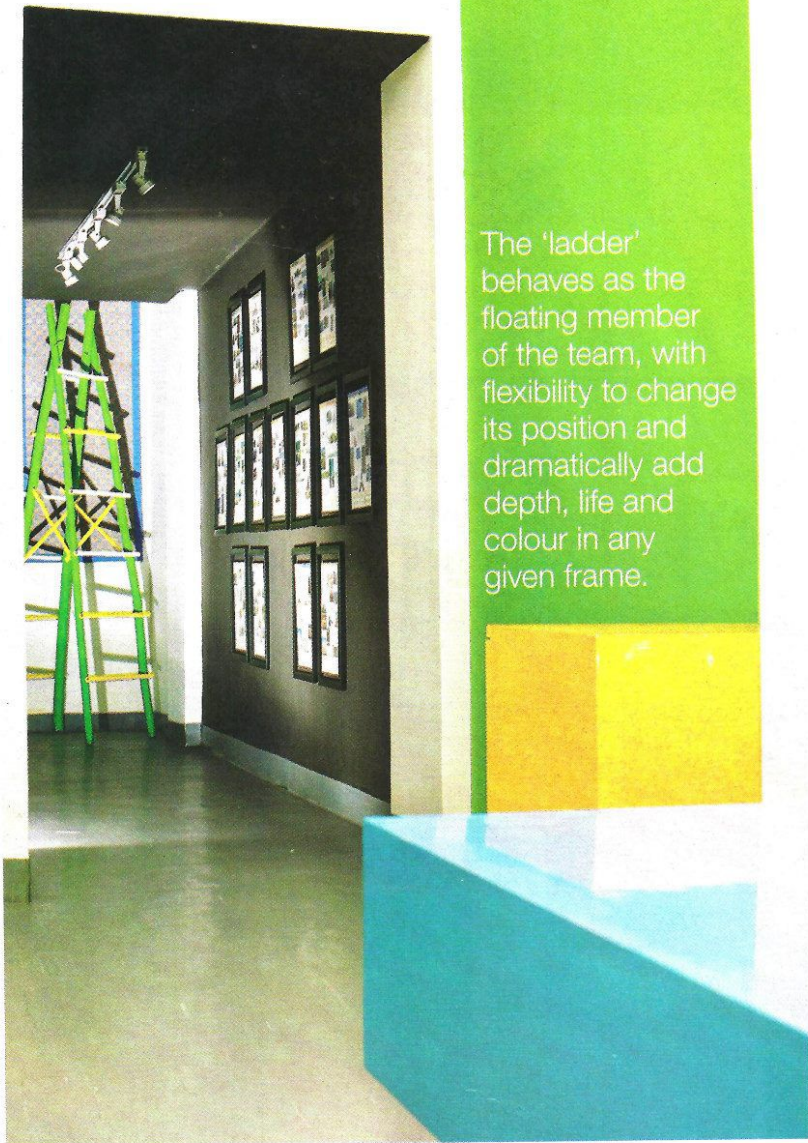 The ‘ladder’
behaves as the
floating member
of the team, with
flexibility to change
its position and
dramatically add
depth, life and
colour in any
given frame.